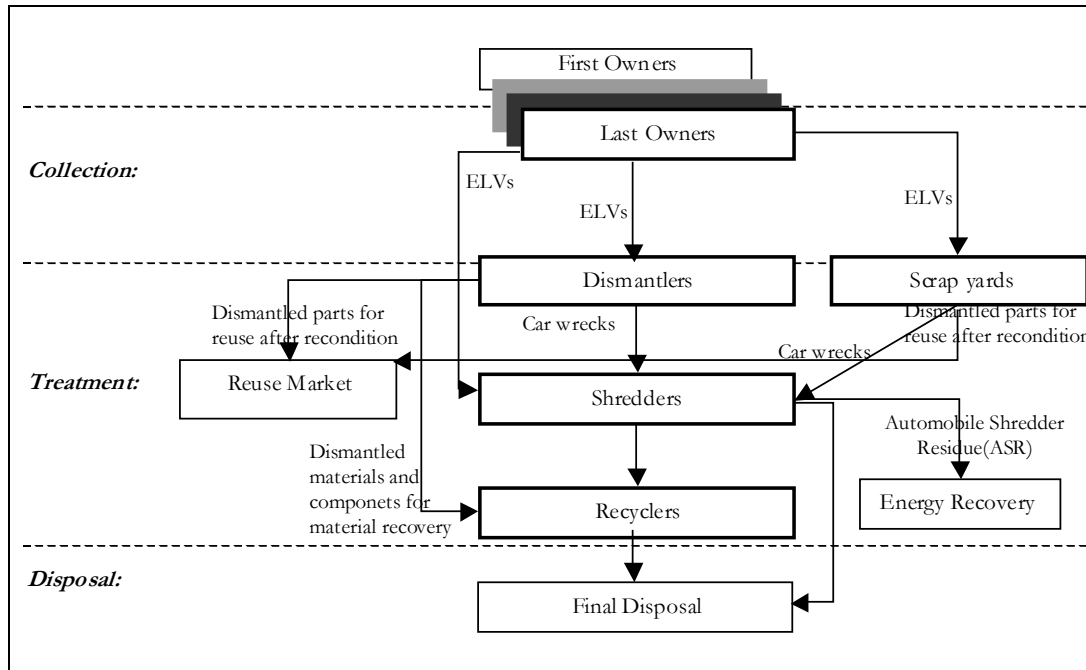 First Owners
Last Owners
Collection:
ELVs
ELVs
ELVs
Dismantlers
Scrap yards
Dismantled parts for
reuse after recondition
Car wrecks
Dismantled parts for
reuse after recondition
Car wrecks
Treatment:
Reuse Market
Shredders
Automobile Shredder
Residue(ASR)
Dismantled
materials and
componets for
material recovery
Recyclers
Energy Recovery
Disposal:
Final Disposal